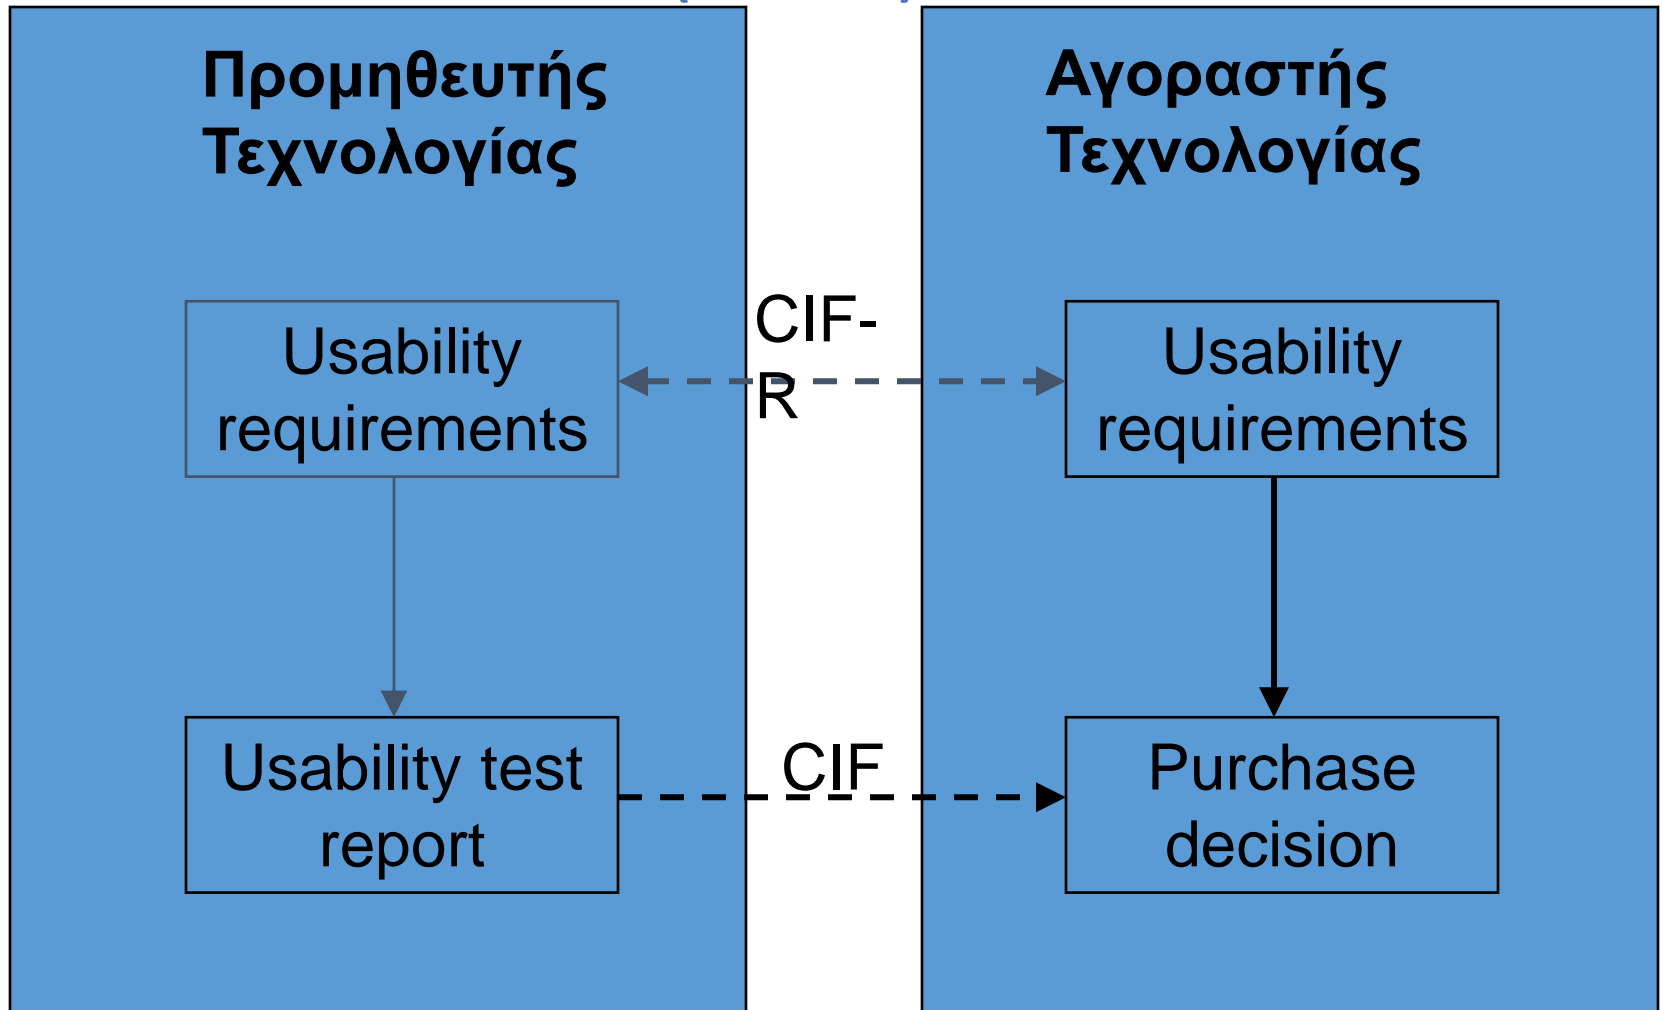 Προμηθευτής
Τεχνολογίας
Αγοραστής
Τεχνολογίας
Usability
requirements
CIF-
R
Usability
requirements
Usability test
report
CIF
Purchase
decision